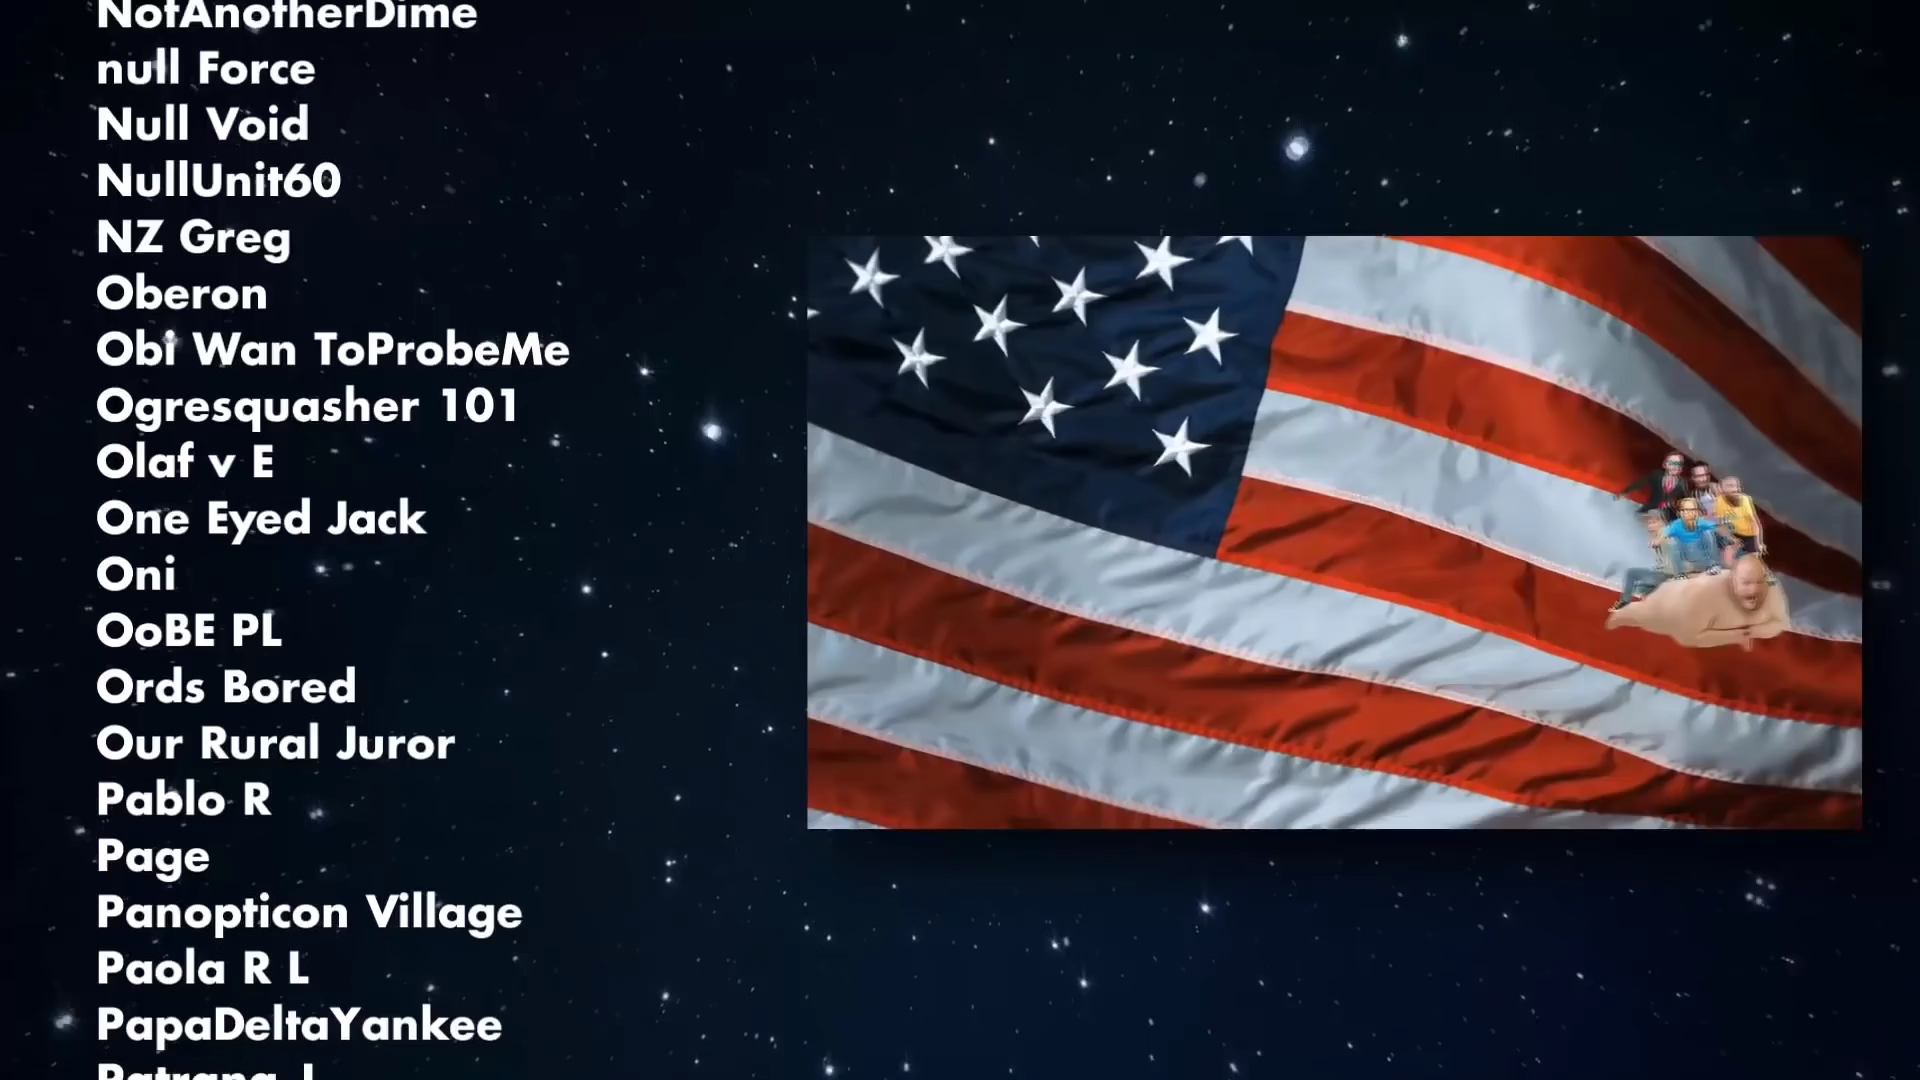 NotAnotherDime
null Force
Null Void
NullUnit60
NZ Greg
Oberon
Obi Wan ToProbeMe
Ogresquasher 101
Olaf v E
One Eyed Jack
Oni
OoBE PL
Ords Bored
Our Rural Juror
Pablo R
Page
Panopticon Village
Paola R L
PapaDeltaYankee